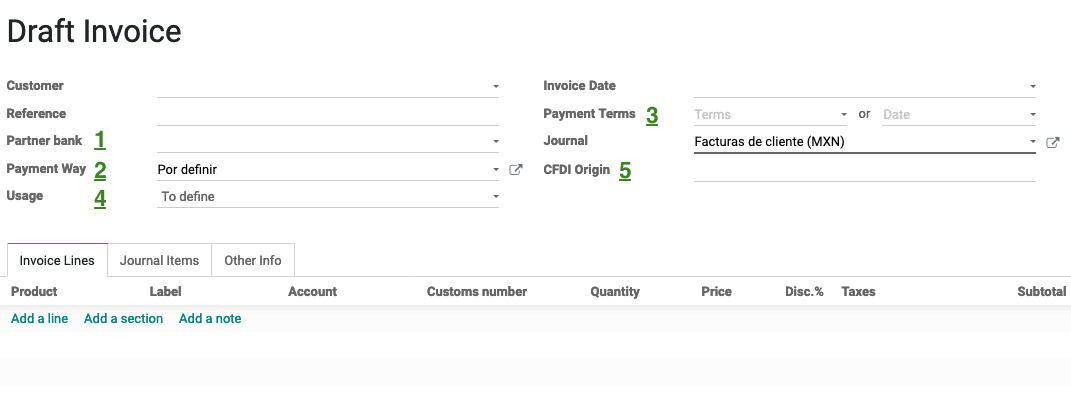 Draft Invoice
Customer
Invoice Date
Reference
Payment Terms 3 Terms or Date
Partner bank 1
Journal Facturas de cliente (MXN)
Payment Way 2 Por definir
CFDI Origin 5
Usage 4 To define
Invoice Lines Journal Items Other Info
Product Label Account Customs number Quantity Price Disc.% Taxes Subtotal
Add a line Add a section Add a note